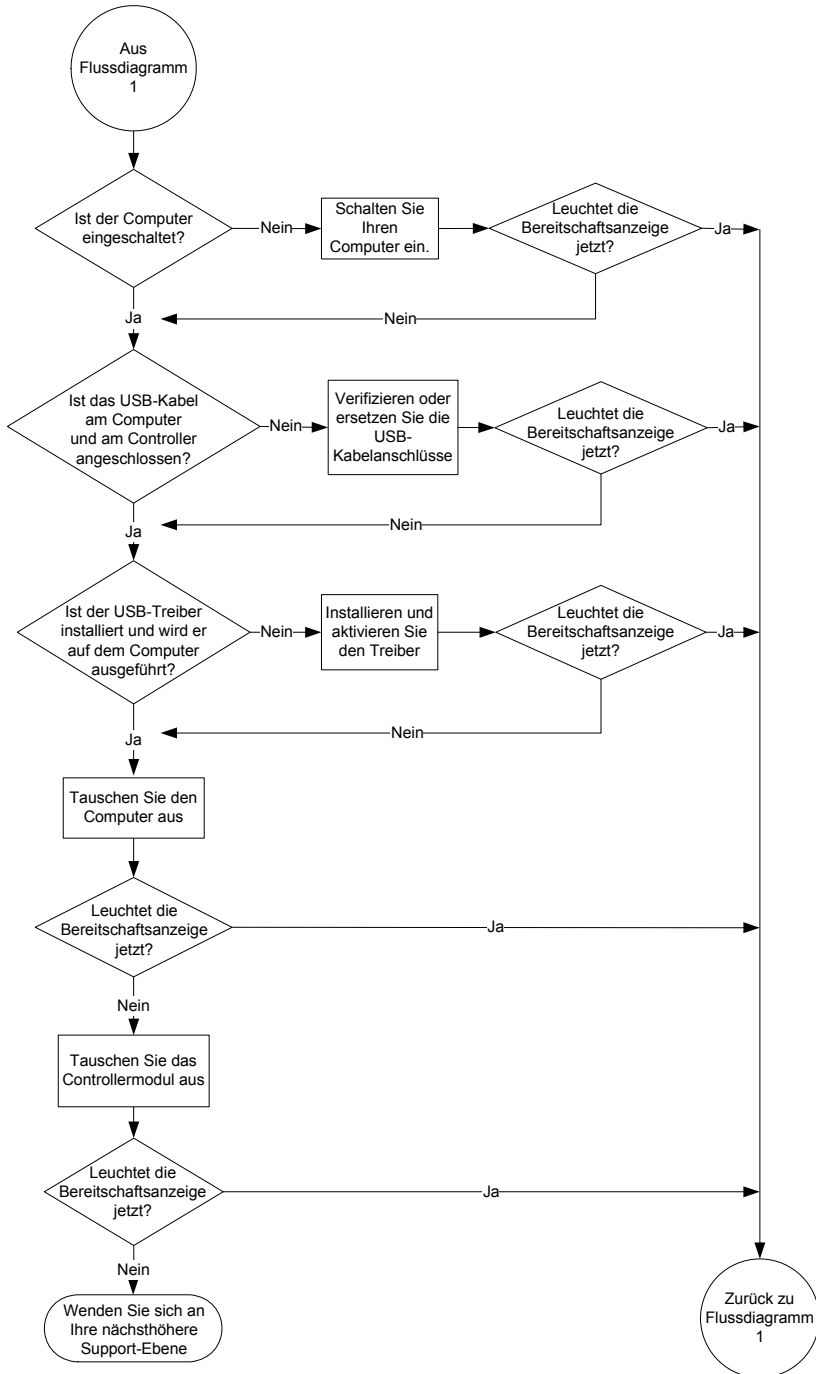 Aus
Flussdiagramm
1
Ist der Computer
eingeschaltet?
Nein
Schalten Sie
Ihren
Computer ein.
Leuchtet die
Bereitschaftsanzeige
jetzt?
Ja
Ja
Nein
Ist das USB-Kabel
am Computer
und am Controller
angeschlossen?
Nein
Verifizieren oder
ersetzen Sie die
USB-
Kabelanschlüsse
Leuchtet die
Bereitschaftsanzeige
jetzt?
Ja
Ja
Nein
Ist der USB-Treiber
installiert und wird er
auf dem Computer
ausgeführt?
Nein
Installieren und
aktivieren Sie
den Treiber
Leuchtet die
Bereitschaftsanzeige
jetzt?
Ja
Ja
Nein
Tauschen Sie den
Computer aus
Leuchtet die
Bereitschaftsanzeige
jetzt?
Ja
Nein
Tauschen Sie das
Controllermodul aus
Leuchtet die
Bereitschaftsanzeige
jetzt?
Ja
Nein
Wenden Sie sich an
Ihre nächsthöhere
Support-Ebene
Zurück zu
Flussdiagramm
1